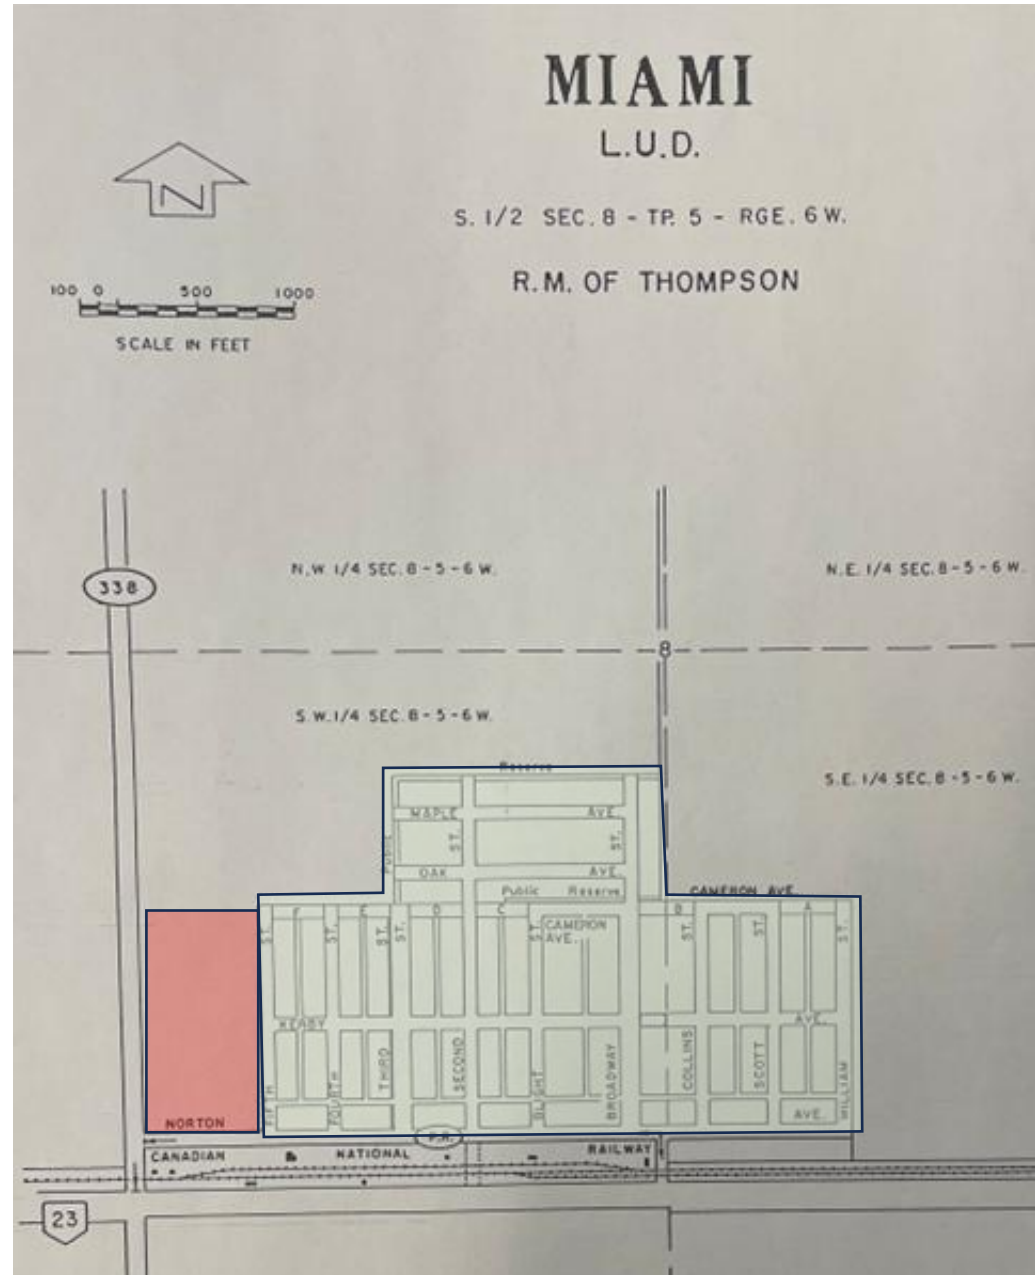 MIAMI
L.U.D.
S. 1/2 SEC. 8 - TP. 5 - RGE. 6 W.
R.M. OF THOMPSON
N
100 0 500 1000
SCALE IN FEET
N.W 1/4 SEC. 8 - 5 - 6 W.
N.E. 1/4 SEC. 8 - 5 - 6 W.
338
8
S.W. 1/4 SEC. 8 - 5 - 6 W.
S.E. 1/4 SEC. 8 - 5 - 6 W.
Reserve
MAPLE AVE.
PUBLIC
ST. ST.
OAK AVE.
Public Reserve
CAMERON AVE.
F E D C B A
ST. ST. ST. ST. ST. ST. ST. ST.
CAMERON
AVE.
KERBY AVE.
FIFTH
FOURTH
THIRD
SECOND
BLIGHT
BROADWAY
COLLINS
SCOTT
WILLIAM
NORTON AVE.
P.R.
CANADIAN NATIONAL RAILWAY
23